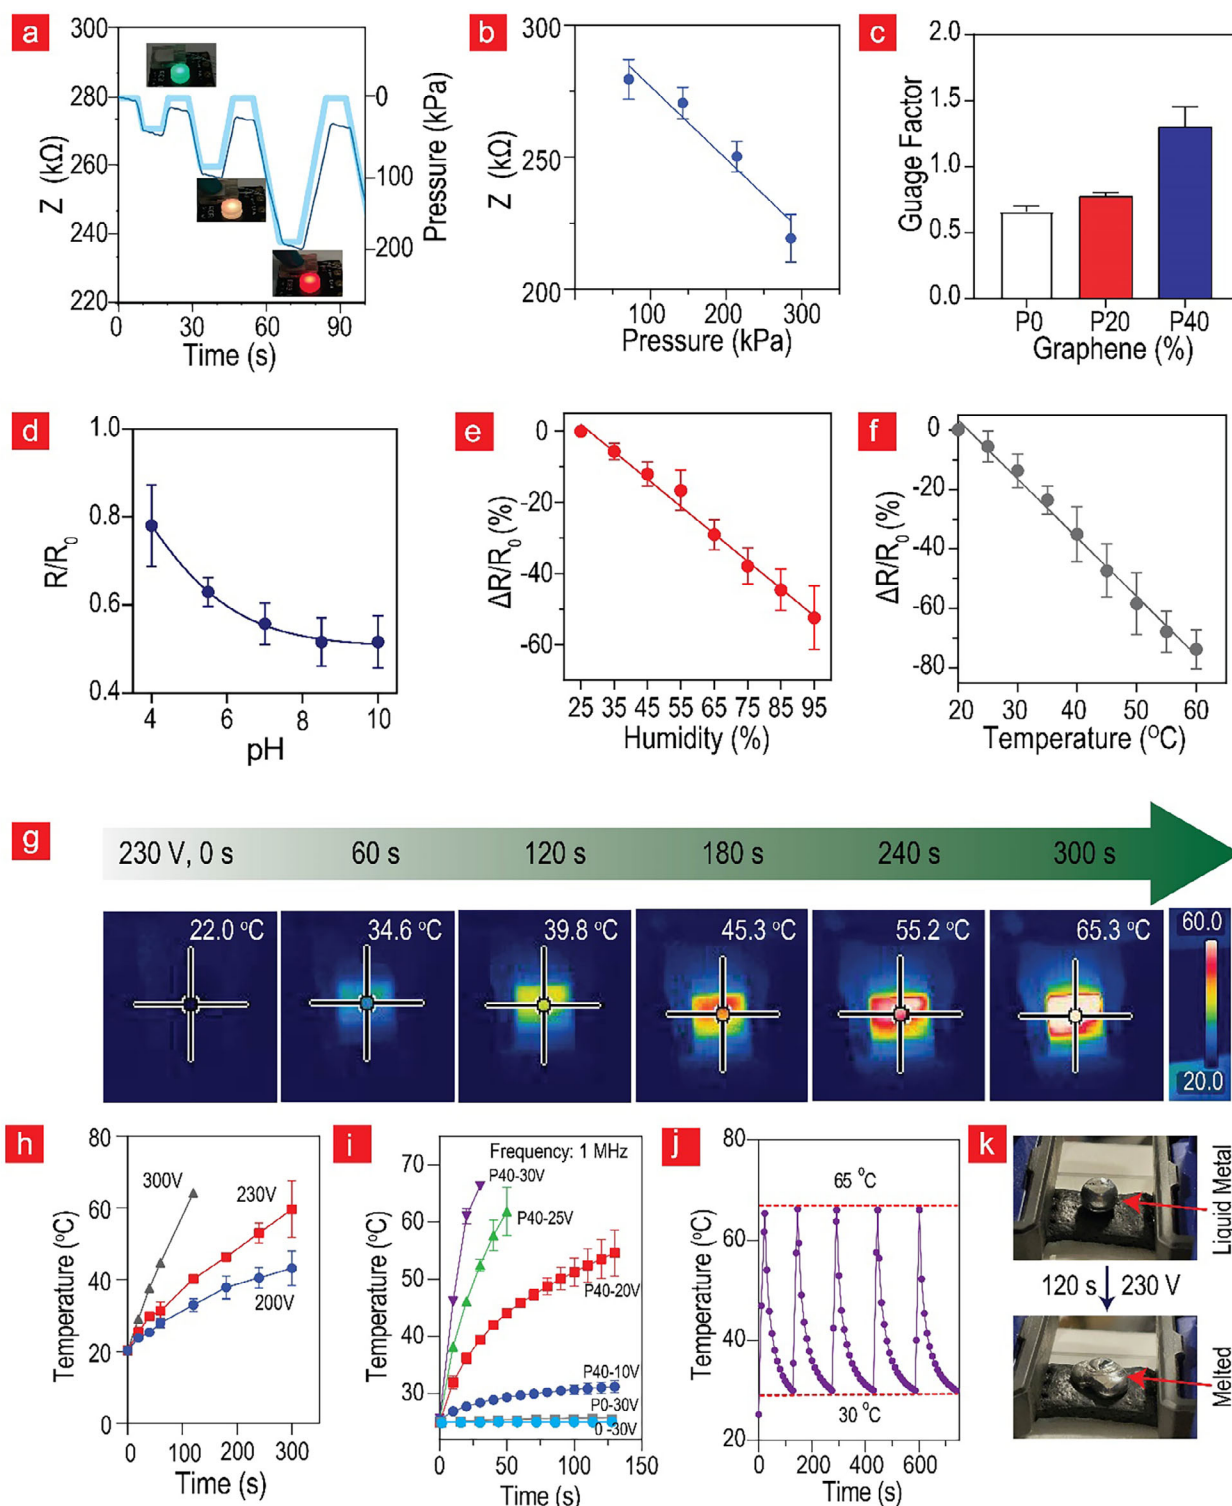 a
300
280
260
240
220
Z (kΩ)
0
100
200
Pressure (kPa)
0
30
60
90
Time (s)
b
300
250
200
Z (kΩ)
100
200
300
Pressure (kPa)
c
2.0
1.5
1.0
0.5
0.0
Guage Factor
P0
P20
P40
Graphene (%)
d
1.0
0.8
0.6
0.4
R/R₀
4
6
8
10
pH
e
0
-20
-40
-60
ΔR/R₀ (%)
25 35 45 55 65 75 85 95
Humidity (%)
f
0
-20
-40
-60
-80
ΔR/R₀ (%)
20 30 40 50 60
Temperature (°C)
g
230 V, 0 s
60 s
120 s
180 s
240 s
300 s
22.0 °C
34.6 °C
39.8 °C
45.3 °C
55.2 °C
65.3 °C
60.0
20.0
h
80
60
40
20
0
Temperature (°C)
300V
230V
200V
0 100 200 300
Time (s)
i
Frequency: 1 MHz
70
60
50
40
30
Temperature (°C)
P40-30V
P40-25V
P40-20V
P40-10V
P0-30V
0 -30V
0
50
100
150
Time (s)
j
80
60
40
20
Temperature (°C)
65 °C
30 °C
0 200 400 600
Time (s)
k
Liquid Metal
120 s
230 V
Melted